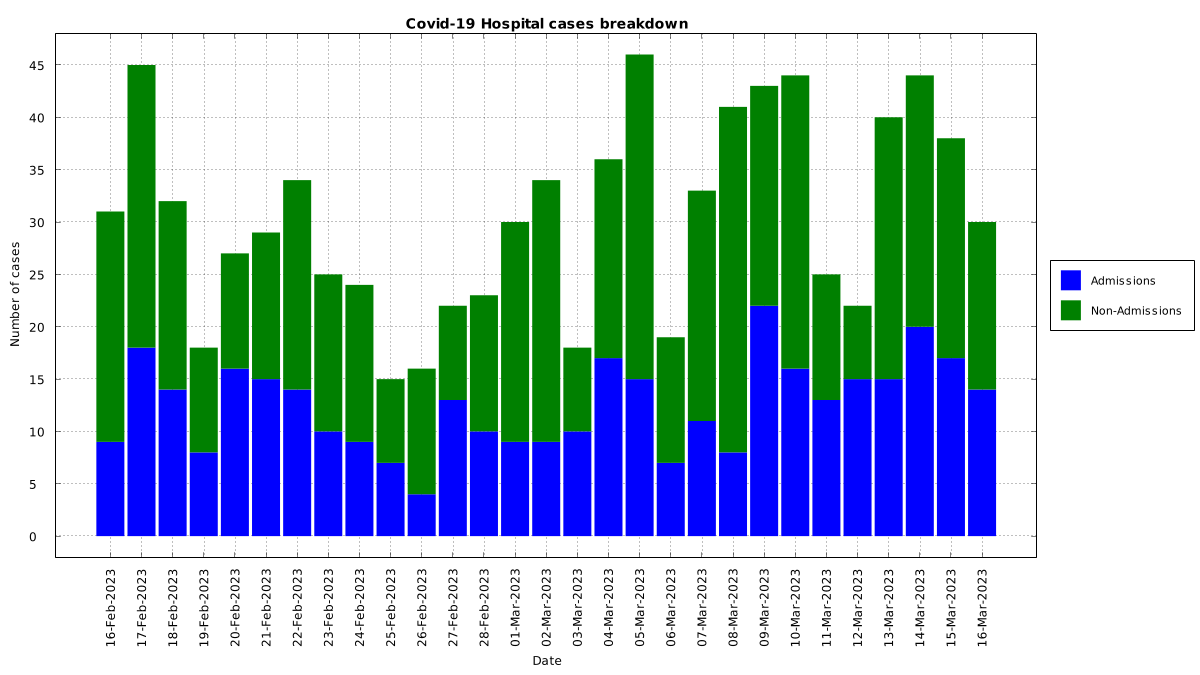 Covid-19 Hospital cases breakdown
Number of cases
45
40
35
30
25
20
15
10
5
0
16-Feb-2023
17-Feb-2023
18-Feb-2023
19-Feb-2023
20-Feb-2023
21-Feb-2023
22-Feb-2023
23-Feb-2023
24-Feb-2023
25-Feb-2023
26-Feb-2023
27-Feb-2023
28-Feb-2023
01-Mar-2023
02-Mar-2023
03-Mar-2023
04-Mar-2023
05-Mar-2023
06-Mar-2023
07-Mar-2023
08-Mar-2023
09-Mar-2023
10-Mar-2023
11-Mar-2023
12-Mar-2023
13-Mar-2023
14-Mar-2023
15-Mar-2023
16-Mar-2023
Date
Admissions
Non-Admissions